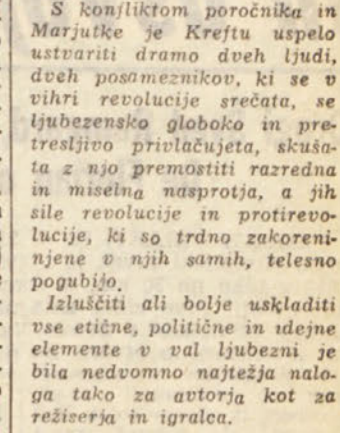 S konfliktom poročnika in
Marjutke je Kreftu uspelo
ustvariti dramo dveh ljudi,
dveh posameznikov, ki se v
vihri revolucije srečata, se
ljubezensko globoko in pre-
tresljivo privlačujeta, skuša-
ta z njo premostiti razredna
in miselna nasprotja, a jih
sile revolucije in protirevo-
lucije, ki so trdno zakoreni-
njene v njih samih, telesno
pogubijo.
Izluščiti ali bolje uskladiti
vse etične, politične in idejne
elemente v val ljubezni je
bila nedvomno najtežja nalo-
ga tako za avtorja kot za
režiserja in igralca.